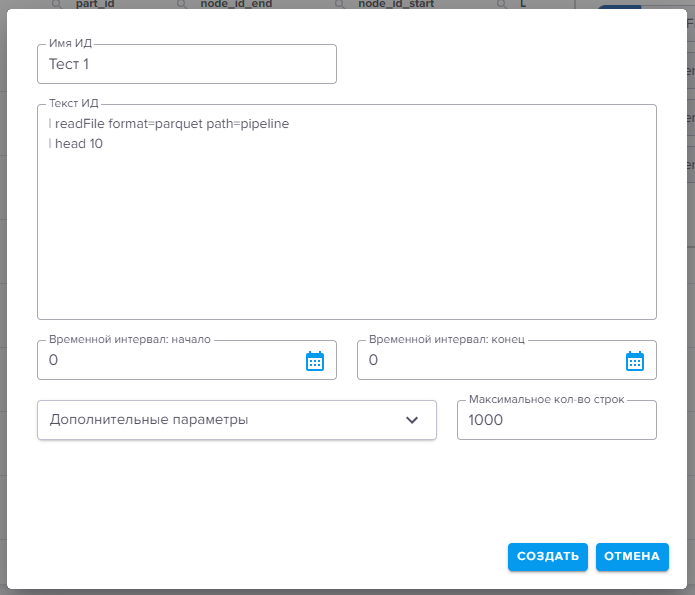 part_id node_id_end node_id_start L
Имя ИД
Тест 1
Текст ИД
| readFile format=parquet path=pipeline
| head 10
Временной интервал: начало
0
Временной интервал: конец
0
Дополнительные параметры
Максимальное кол-во строк
1000
СОЗДАТЬ
ОТМЕНА